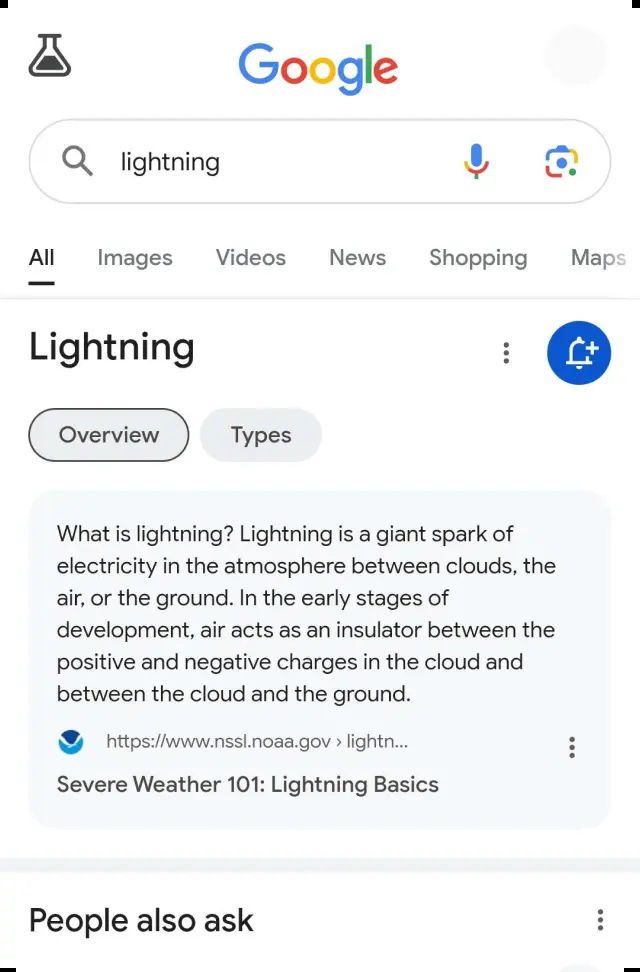 Google
lightning
All Images Videos News Shopping Maps
Lightning
Overview Types
What is lightning? Lightning is a giant spark of
electricity in the atmosphere between clouds, the
air, or the ground. In the early stages of
development, air acts as an insulator between the
positive and negative charges in the cloud and
between the cloud and the ground.
https://www.nssl.noaa.gov › lightn...
Severe Weather 101: Lightning Basics
People also ask